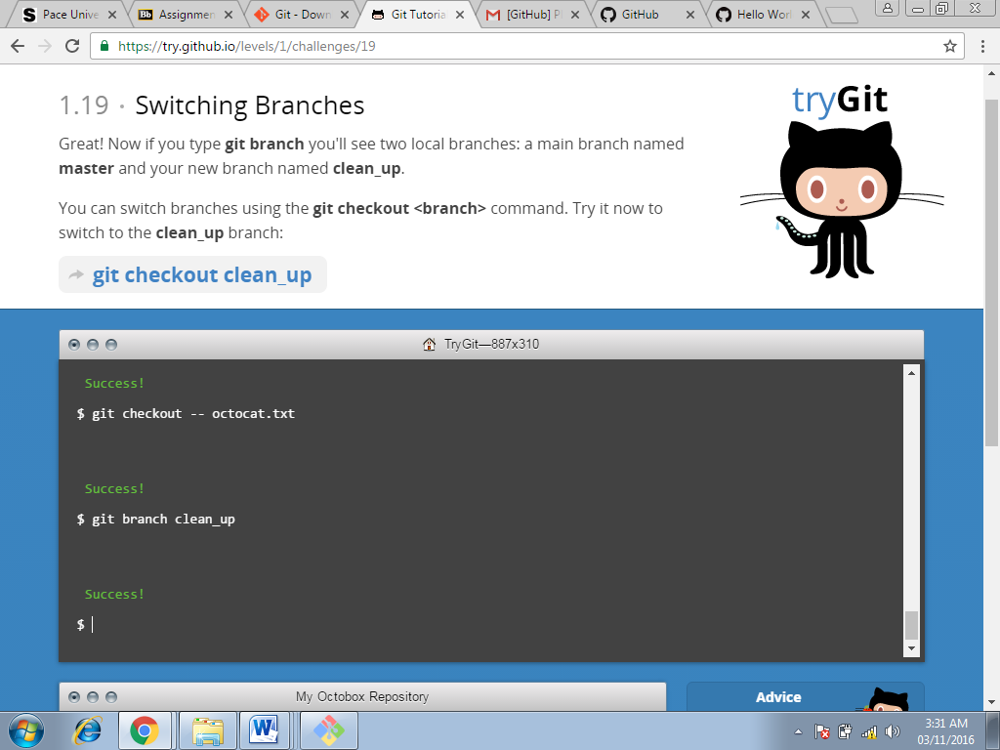 Pace Unive
Assignmen
Git - Down
Git Tutoria
[GitHub] Pl
GitHub
Hello Worl
https://try.github.io/levels/1/challenges/19
1.19 · Switching Branches
tryGit
Great! Now if you type git branch you'll see two local branches: a main branch named
master and your new branch named clean_up.
You can switch branches using the git checkout <branch> command. Try it now to
switch to the clean_up branch:
git checkout clean_up
TryGit—887x310
Success!
$ git checkout -- octocat.txt
Success!
$ git branch clean_up
Success!
$
My Octobox Repository
Advice
3:31 AM
03/11/2016